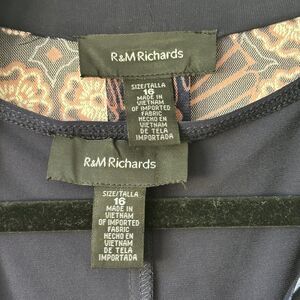 R&M Richards
SIZE/TALLA
16
MADE IN
VIETNAM
OF IMPORTED
FABRIC
HECHO EN
VIETNAM
DE TELA
IMPORTADA
R&M Richards
SIZE/TALLA
16
MADE IN
VIETNAM
OF IMPORTED
FABRIC
HECHO EN
VIETNAM
DE TELA
IMPORTADA